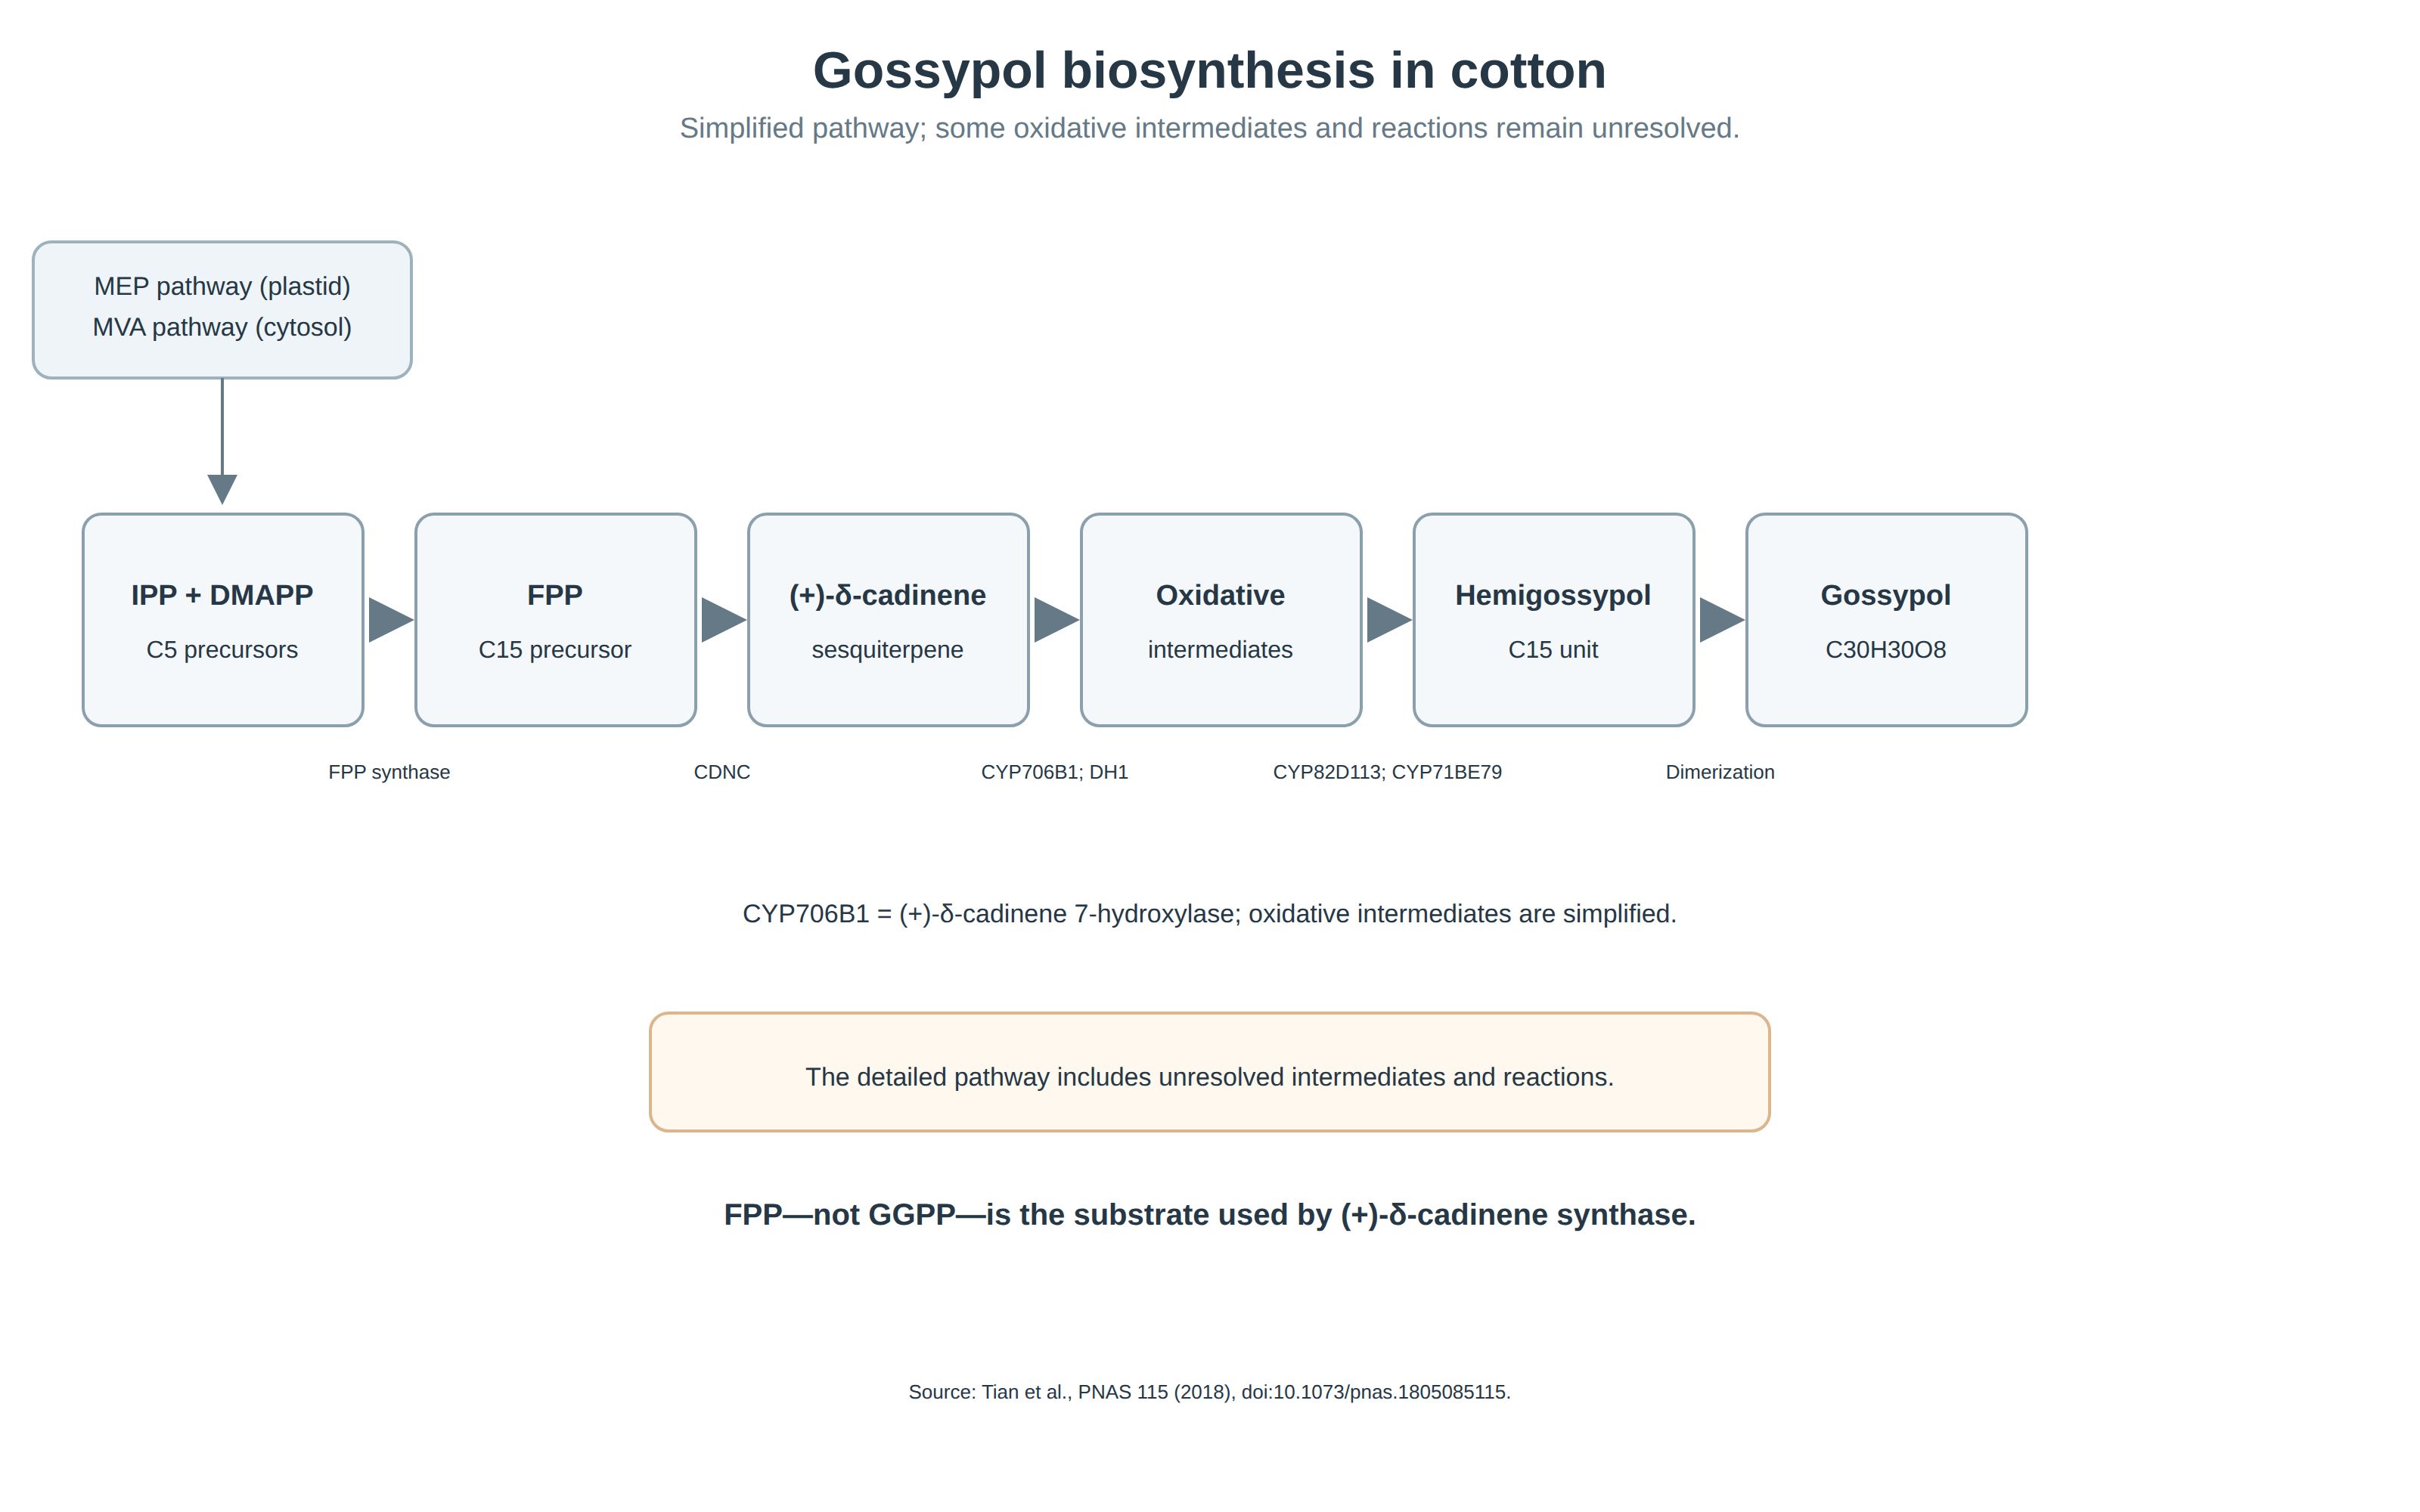 Gossypol biosynthesis in cotton
Simplified pathway; some oxidative intermediates and reactions remain unresolved.
MEP pathway (plastid)
MVA pathway (cytosol)
IPP + DMAPP
C5 precursors
FPP
C15 precursor
(+)-δ-cadinene
sesquiterpene
Oxidative
intermediates
Hemigossypol
C15 unit
Gossypol
C30H30O8
FPP synthase
CDNC
CYP706B1; DH1
CYP82D113; CYP71BE79
Dimerization
CYP706B1 = (+)-δ-cadinene 7-hydroxylase; oxidative intermediates are simplified.
The detailed pathway includes unresolved intermediates and reactions.
FPP—not GGPP—is the substrate used by (+)-δ-cadinene synthase.
Source: Tian et al., PNAS 115 (2018), doi:10.1073/pnas.1805085115.